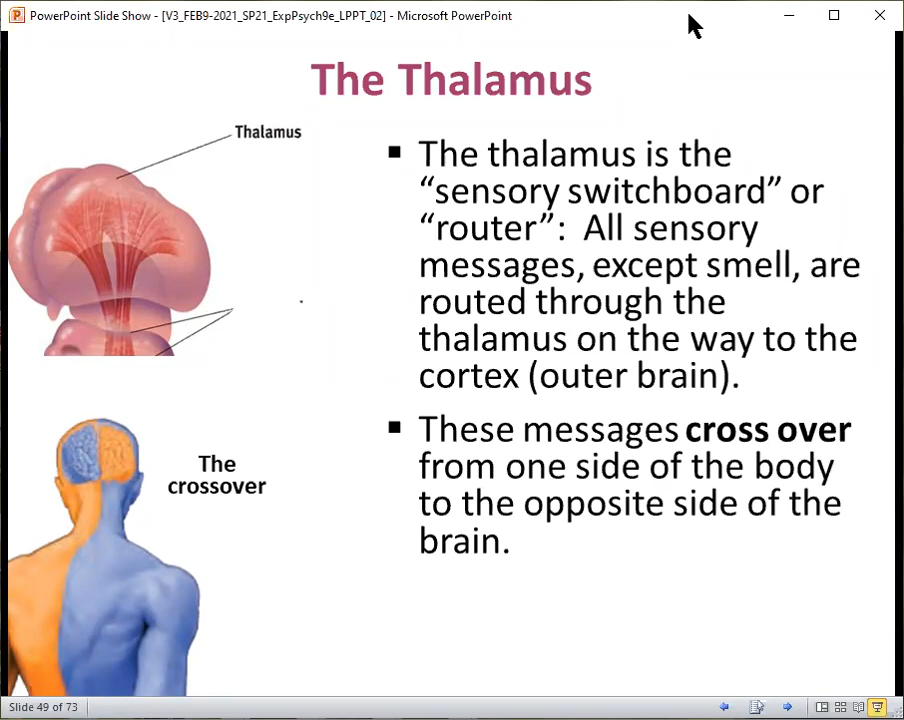 PowerPoint Slide Show - [V3_FEB9-2021_SP21_ExpPsych9e_LPPT_02] - Microsoft PowerPoint
The Thalamus
Thalamus
▪ The thalamus is the
“sensory switchboard” or
“router”: All sensory
messages, except smell, are
routed through the
thalamus on the way to the
cortex (outer brain).
The
crossover
▪ These messages cross over
from one side of the body
to the opposite side of the
brain.
Slide 49 of 73